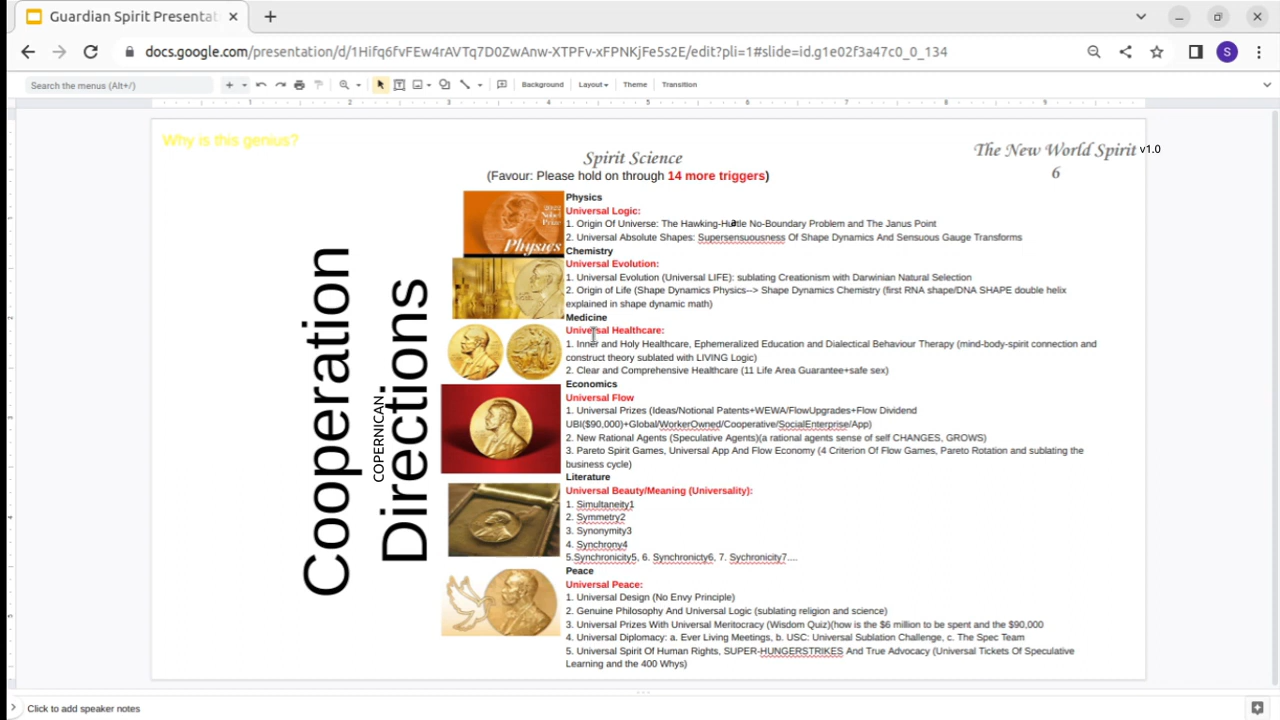 Guardian Spirit Presentat
docs.google.com/presentation/d/1Hifq6fvFEw4rAVTq7D0ZwAnw-XTPFv-xFPNKjFe5s2E/edit?pli=1#slide=id.g1e02f3a47c0_0_134
S
Search the menus (Alt+/)
Background
Layout
Theme
Transition
1 2 3 4 5 6 7 8 9
Why is this genius?
Spirit Science
(Favour: Please hold on through 14 more triggers)
The New World Spirit v1.0
6
Cooperation
COPERNICAN
Directions
Nobel
Prize
Physics
Physics
Universal Logic:
1. Origin Of Universe: The Hawking-Hurtle No-Boundary Problem and The Janus Point
2. Universal Absolute Shapes: Supersensuousness Of Shape Dynamics And Sensuous Gauge Transforms
Chemistry
Universal Evolution:
1. Universal Evolution (Universal LIFE): sublating Creationism with Darwinian Natural Selection
2. Origin of Life (Shape Dynamics Physics--> Shape Dynamics Chemistry (first RNA shape/DNA SHAPE double helix
explained in shape dynamic math)
Medicine
Universal Healthcare:
1. Inner and Holy Healthcare, Ephemeralized Education and Dialectical Behaviour Therapy (mind-body-spirit connection and
construct theory sublated with LIVING Logic)
2. Clear and Comprehensive Healthcare (11 Life Area Guarantee+safe sex)
Economics
Universal Flow
1. Universal Prizes (Ideas/Notional Patents+WEWA/FlowUpgrades+Flow Dividend
UBI($90,000)+Global/WorkerOwned/Cooperative/SocialEnterprise/App)
2. New Rational Agents (Speculative Agents)(a rational agents sense of self CHANGES, GROWS)
3. Pareto Spirit Games, Universal App And Flow Economy (4 Criterion Of Flow Games, Pareto Rotation and sublating the
business cycle)
Literature
Universal Beauty/Meaning (Universality):
1. Simultaneity1
2. Symmetry2
3. Synonymity3
4. Synchrony4
5.Synchronicity5, 6. Synchronicty6, 7. Sychronicity7....
Peace
Universal Peace:
1. Universal Design (No Envy Principle)
2. Genuine Philosophy And Universal Logic (sublating religion and science)
3. Universal Prizes With Universal Meritocracy (Wisdom Quiz)(how is the $6 million to be spent and the $90,000
4. Universal Diplomacy: a. Ever Living Meetings, b. USC: Universal Sublation Challenge, c. The Spec Team
5. Universal Spirit Of Human Rights, SUPER-HUNGERSTRIKES And True Advocacy (Universal Tickets Of Speculative
Learning and the 400 Whys)
Click to add speaker notes